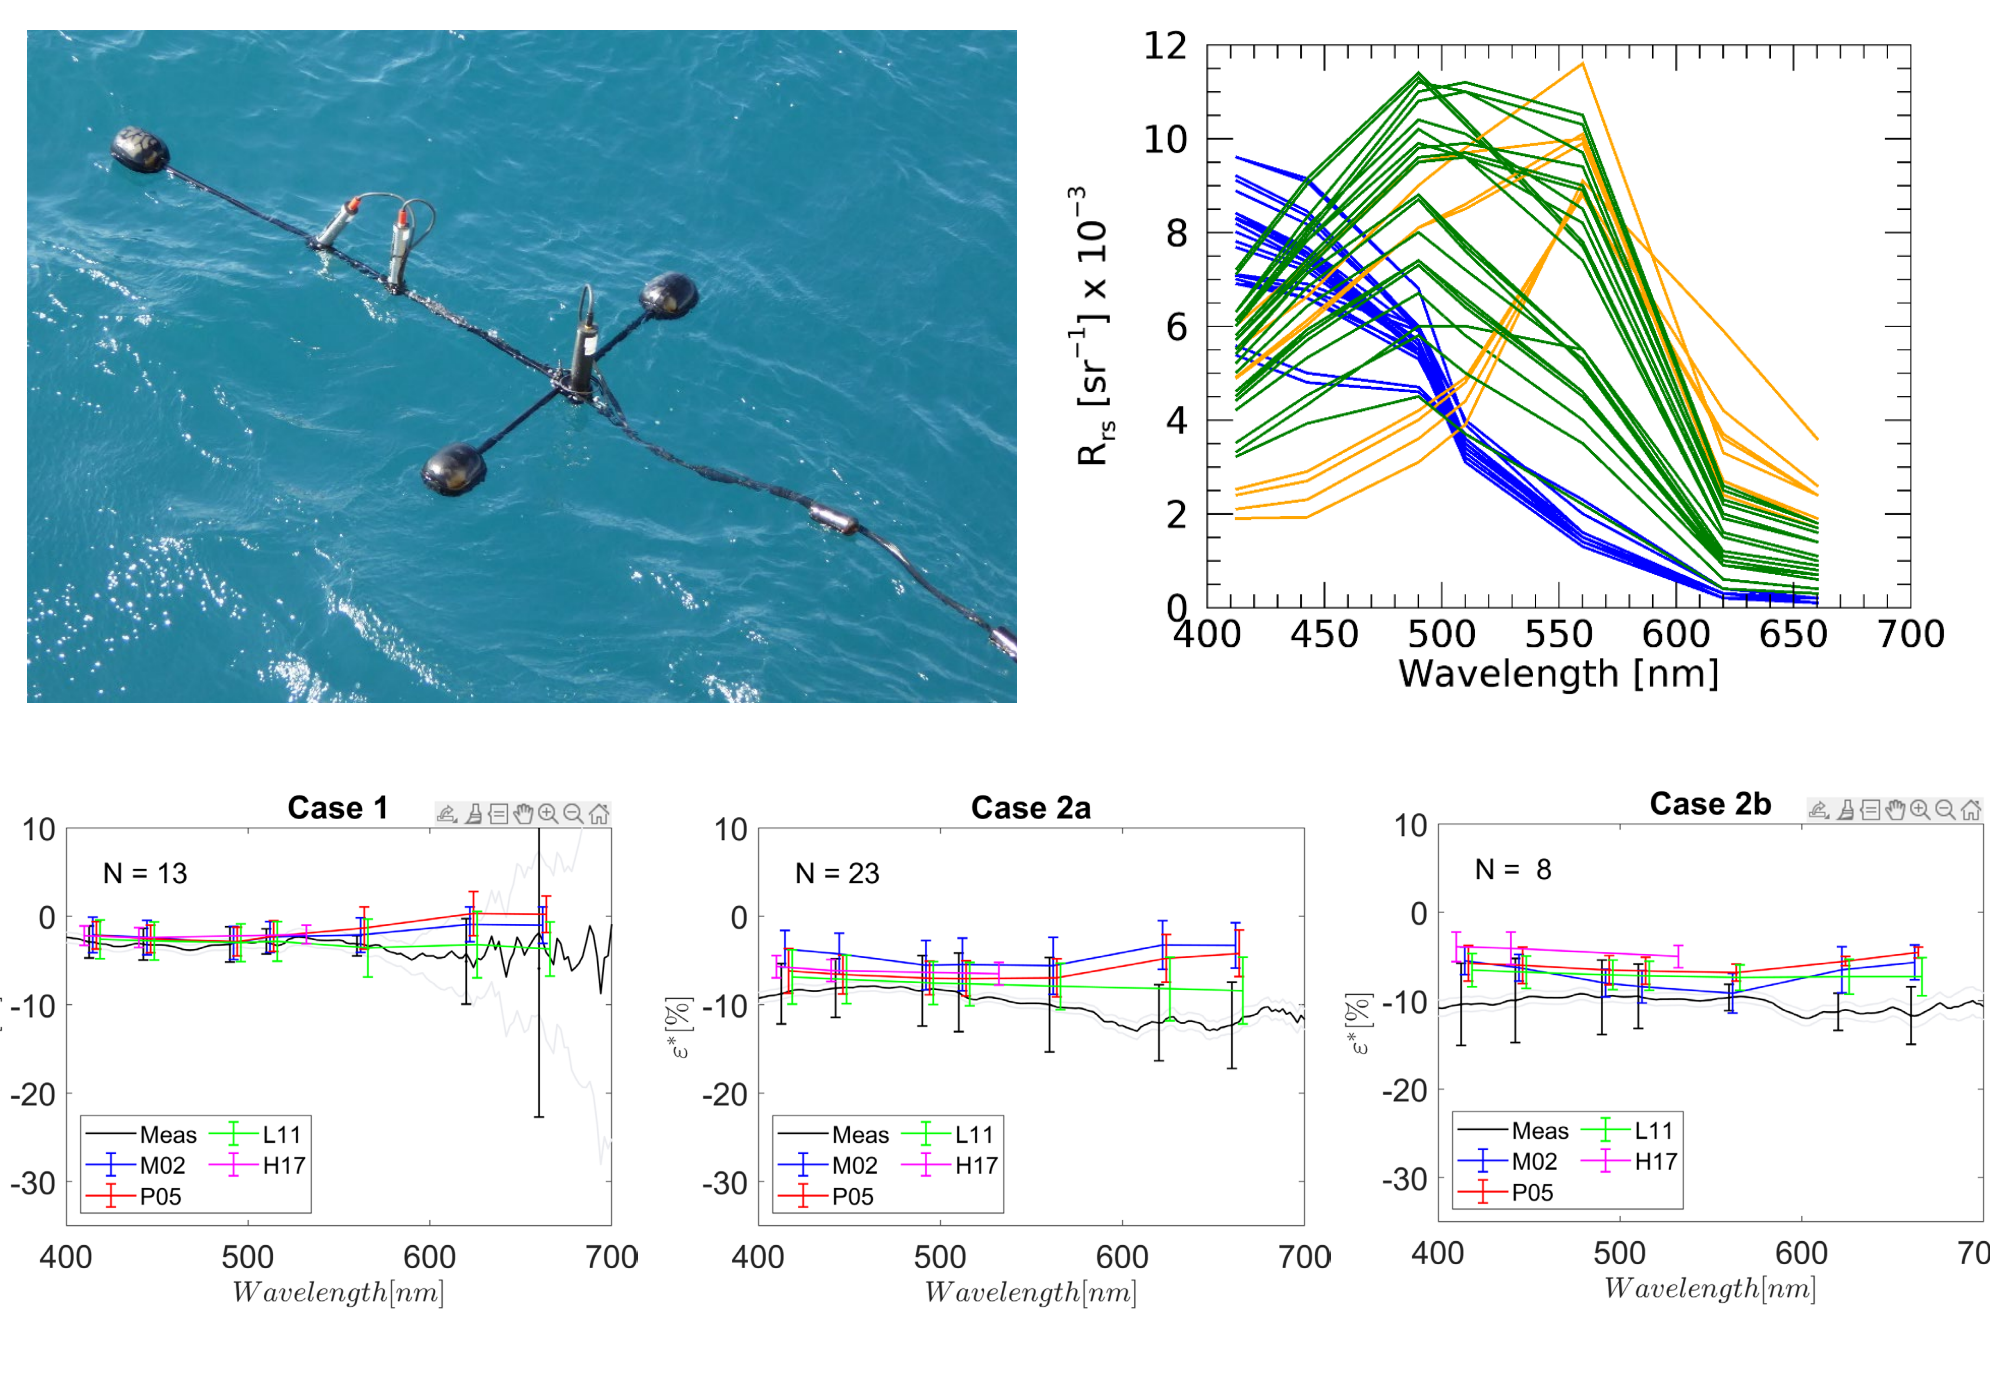 12
10
8
6
4
2
0
R_rs [sr^−1] x 10^−3
400 450 500 550 600 650 700
Wavelength [nm]
Case 1
10
0
-10
-20
-30
N = 13
Meas L11
M02 H17
P05
400 500 600 700
Wavelength[nm]
Case 2a
10
0
-10
-20
-30
ε*[%]
N = 23
Meas L11
M02 H17
P05
400 500 600 700
Wavelength[nm]
Case 2b
10
0
-10
-20
-30
ε*[%]
N = 8
Meas L11
M02 H17
P05
400 500 600 70
Wavelength[nm]